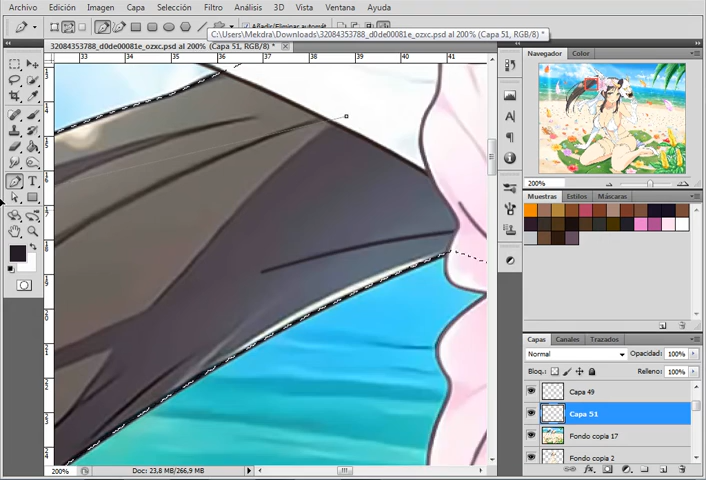 Archivo Edición Imagen Capa Selección Filtro Análisis 3D Vista Ventana Ayuda
Añadir/Eliminar automát.
C:\Users\Mekdra\Downloads\32084353788_d0de00081e_ozxc.psd al 200% (Capa 51, RGB/8) *
32084353788_d0de00081e_ozxc.psd al 200% (Capa 51, RGB/8) *
33 34 35 36 37 38 39 40 41 42
Navegador Color
200%
Muestras Estilos Máscaras
Capas Canales Trazados
Normal Opacidad: 100%
Bloq.: Relleno: 100%
Capa 49
Capa 51
Fondo copia 17
Fondo copia 2
200% Doc: 23,8 MB/266,9 MB